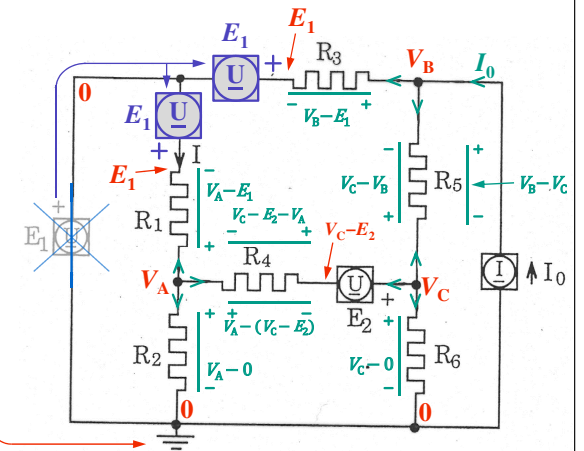 E1
E1
R3
VB
I0
0
U
+
VB–E1
–
+
E1
U
+
I
E1
–
VA–E1
+
VC–VB
–
+
R5
+
–
VB–VC
+
E1
U
R1
VC–E2–VA
–
+
R4
VC–E2
VA
U
+
E2
VC
I
I0
+
+
VA–(VC–E2)
–
R2
+
VA–0
–
VC–0
+
–
R6
0
0